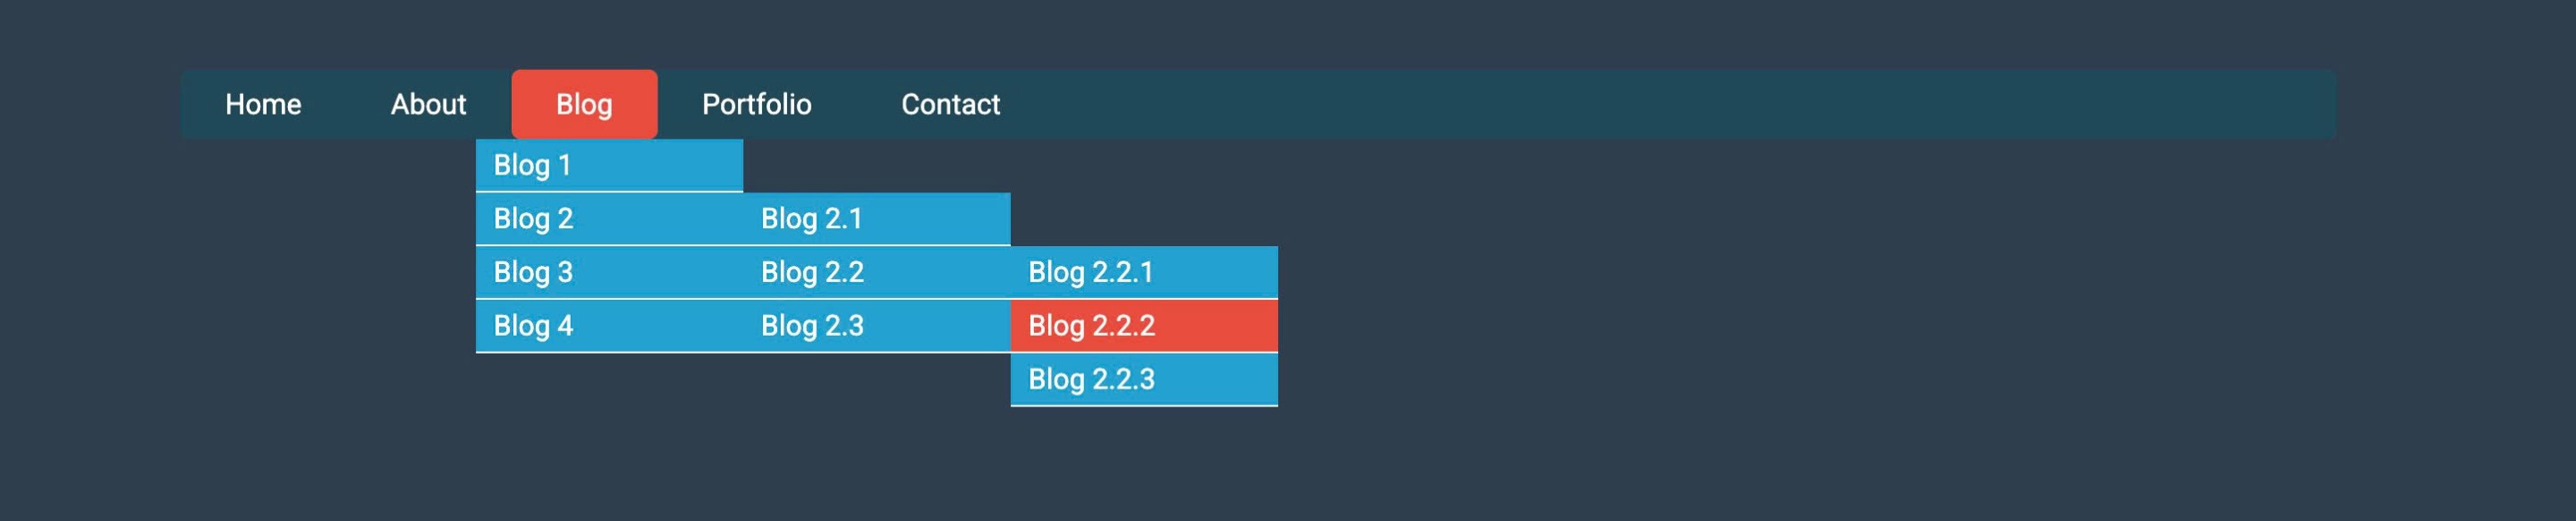 Home About Blog Portfolio Contact
Blog 1
Blog 2 Blog 2.1
Blog 3 Blog 2.2 Blog 2.2.1
Blog 4 Blog 2.3 Blog 2.2.2
Blog 2.2.3